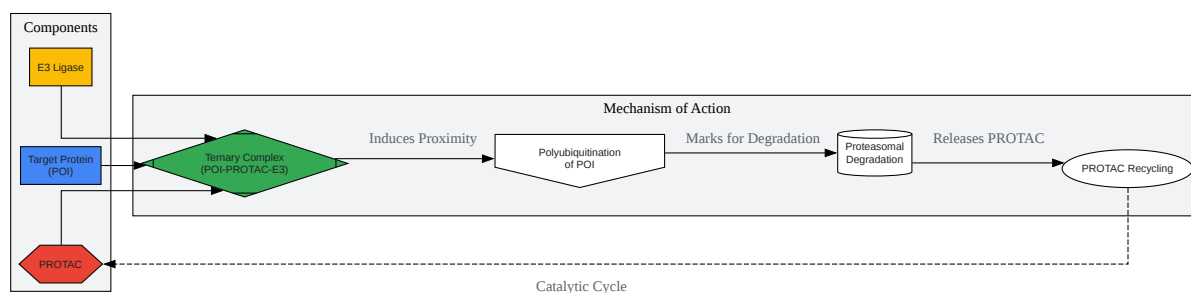 Components
E3 Ligase
Target Protein
(POI)
PROTAC
Mechanism of Action
Ternary Complex
(POI-PROTAC-E3)
Induces Proximity
Polyubiquitination
of POI
Marks for Degradation
Proteasomal
Degradation
Releases PROTAC
PROTAC Recycling
Catalytic Cycle